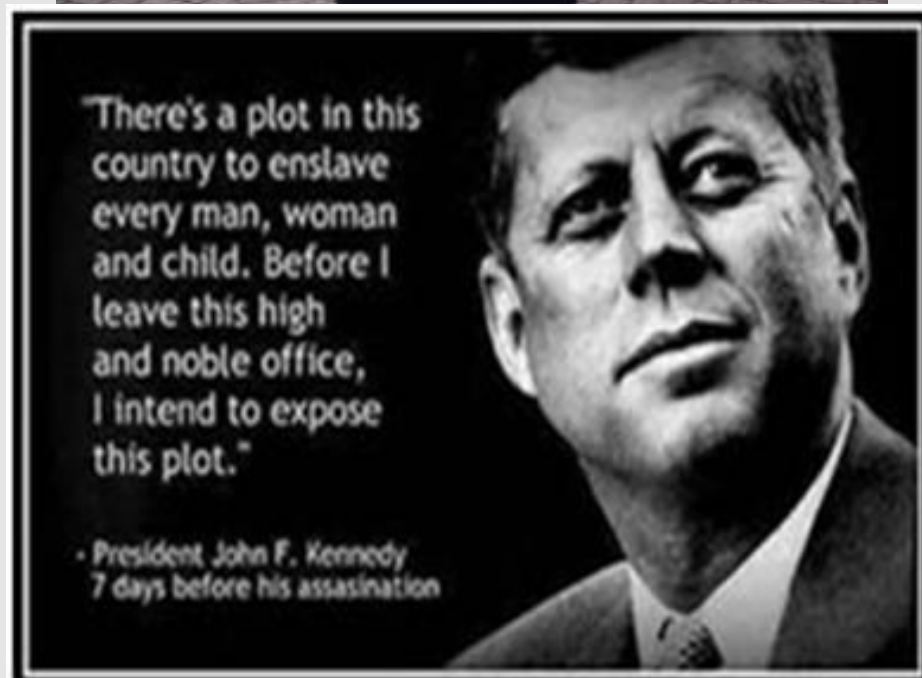 "There's a plot in this
country to enslave
every man, woman
and child. Before I
leave this high
and noble office,
I intend to expose
this plot."
- President John F. Kennedy
7 days before his assasination